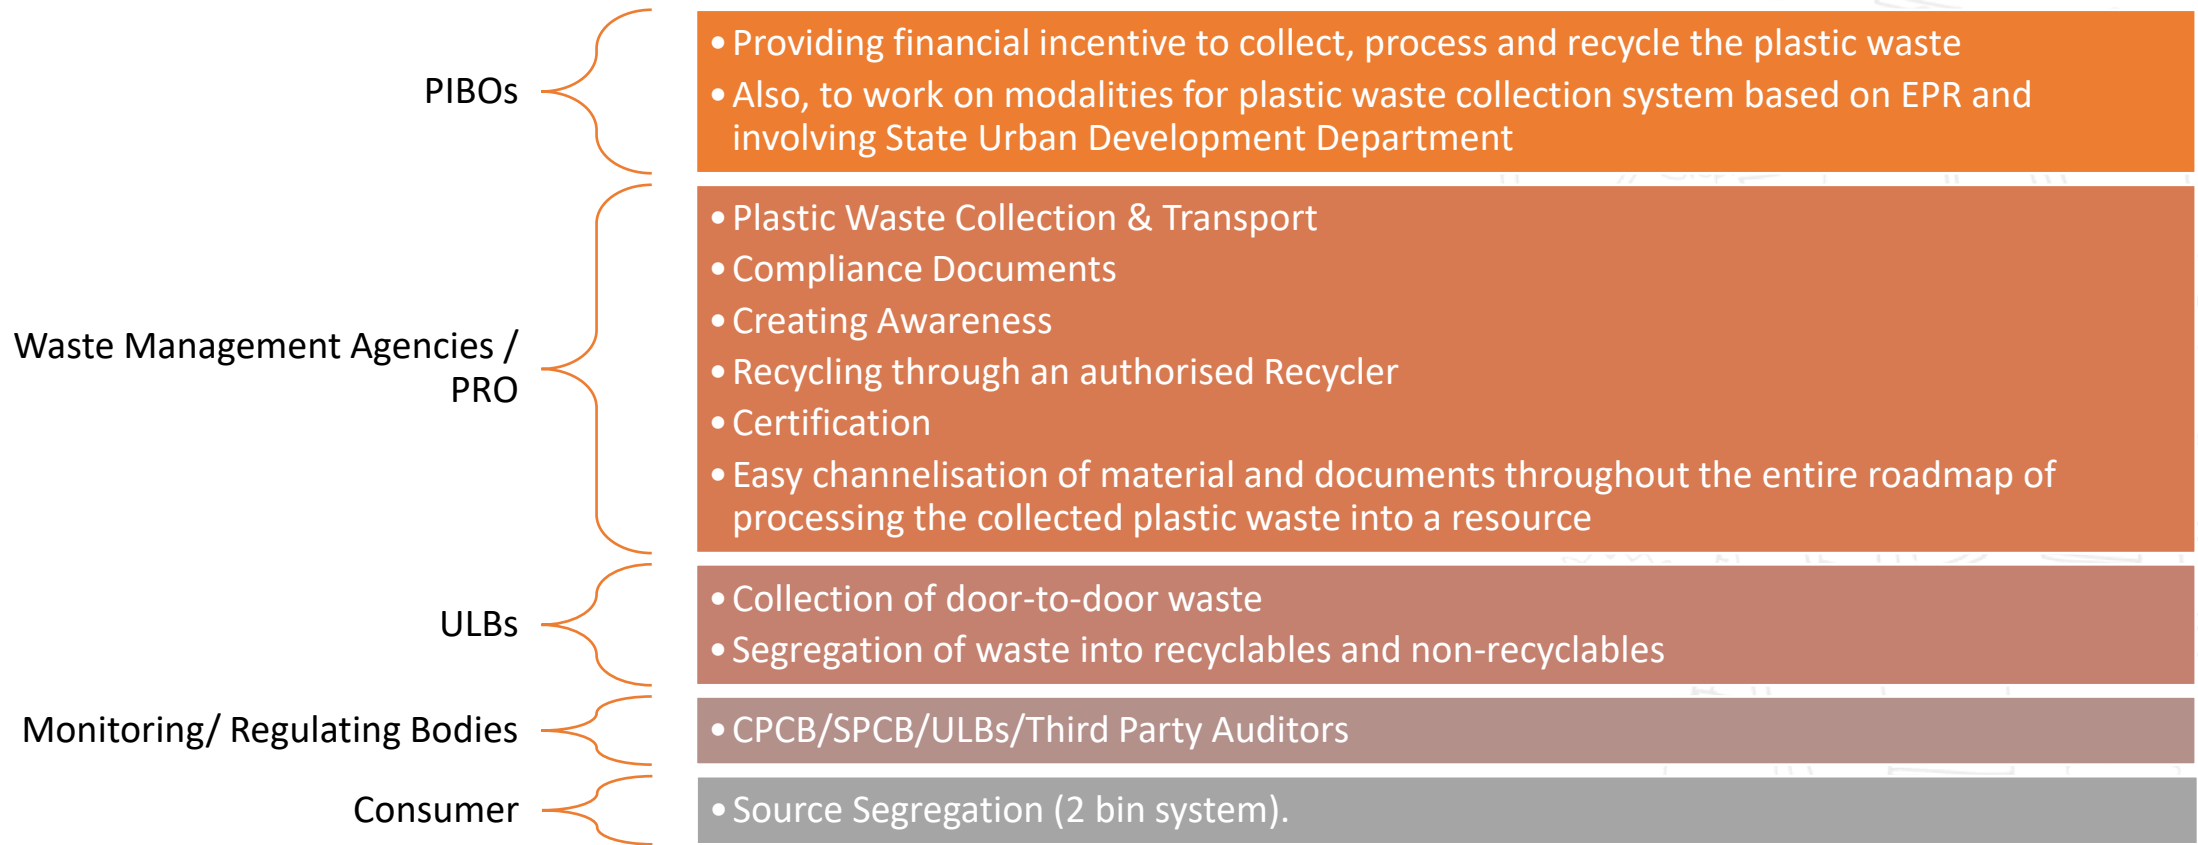 PIBOs
• Providing financial incentive to collect, process and recycle the plastic waste
• Also, to work on modalities for plastic waste collection system based on EPR and
involving State Urban Development Department
Waste Management Agencies /
PRO
• Plastic Waste Collection & Transport
• Compliance Documents
• Creating Awareness
• Recycling through an authorised Recycler
• Certification
• Easy channelisation of material and documents throughout the entire roadmap of
processing the collected plastic waste into a resource
ULBs
• Collection of door-to-door waste
• Segregation of waste into recyclables and non-recyclables
Monitoring/ Regulating Bodies
• CPCB/SPCB/ULBs/Third Party Auditors
Consumer
• Source Segregation (2 bin system).